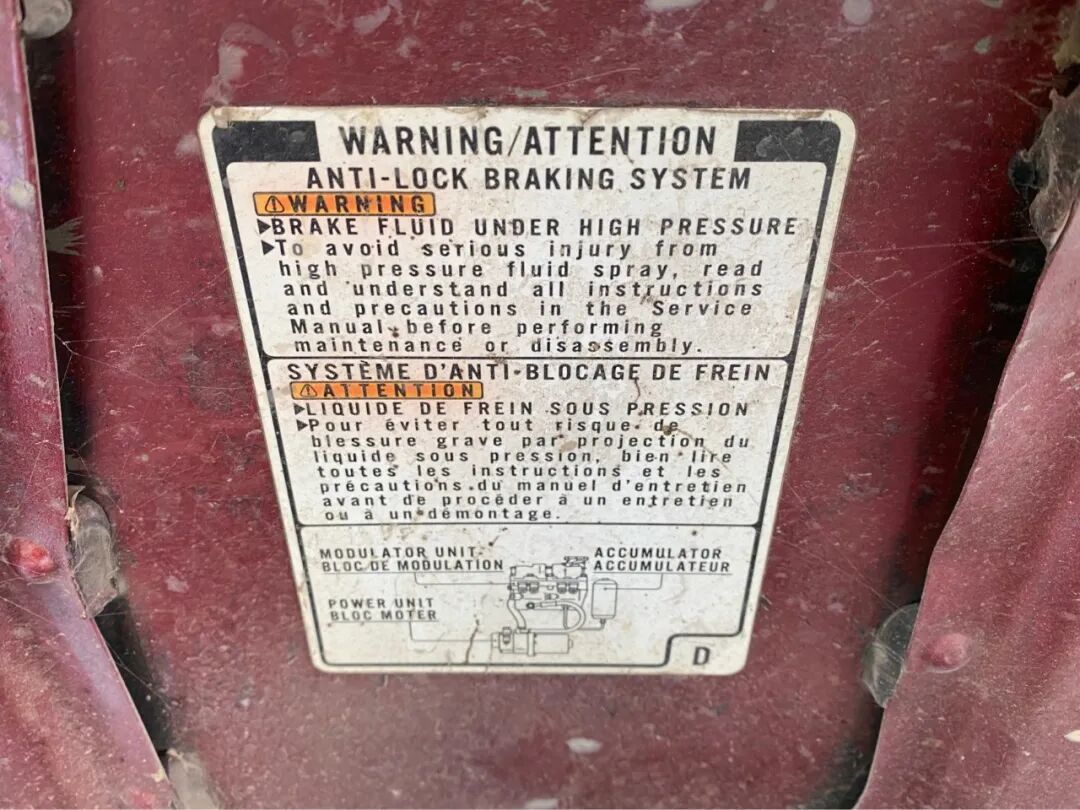 WARNING/ATTENTION
ANTI-LOCK BRAKING SYSTEM
⚠WARNING
▶BRAKE FLUID UNDER HIGH PRESSURE
▶To avoid serious injury from
high pressure fluid spray, read
and understand all instructions
and precautions in the Service
Manual before performing
maintenance or disassembly.
SYSTÈME D'ANTI-BLOCAGE DE FREIN
⚠ATTENTION
▶LIQUIDE DE FREIN SOUS PRESSION
▶Pour éviter tout risque de
blessure grave par projection du
liquide sous pression, bien lire
toutes les instructions et les
précautions du manuel d'entretien
avant de procéder à un entretien
ou à un démontage.
MODULATOR UNIT
BLOC DE MODULATION
ACCUMULATOR
ACCUMULATEUR
POWER UNIT
BLOC MOTER
D